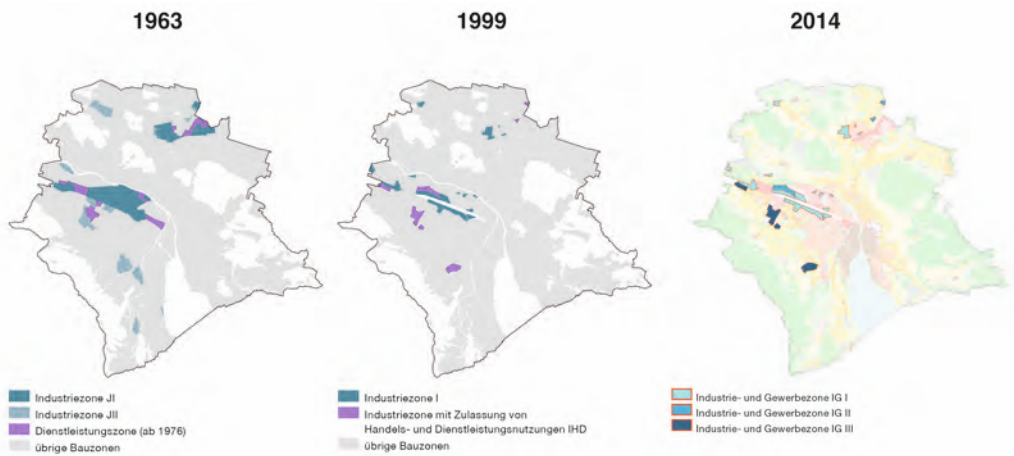 1963
1999
2014
Industriezone JI
Industriezone JII
Dienstleistungszone (ab 1976)
übrige Bauzonen
Industriezone I
Industriezone mit Zulassung von
Handels- und Dienstleistungsnutzungen IHD
übrige Bauzonen
Industrie- und Gewerbezone IG I
Industrie- und Gewerbezone IG II
Industrie- und Gewerbezone IG III